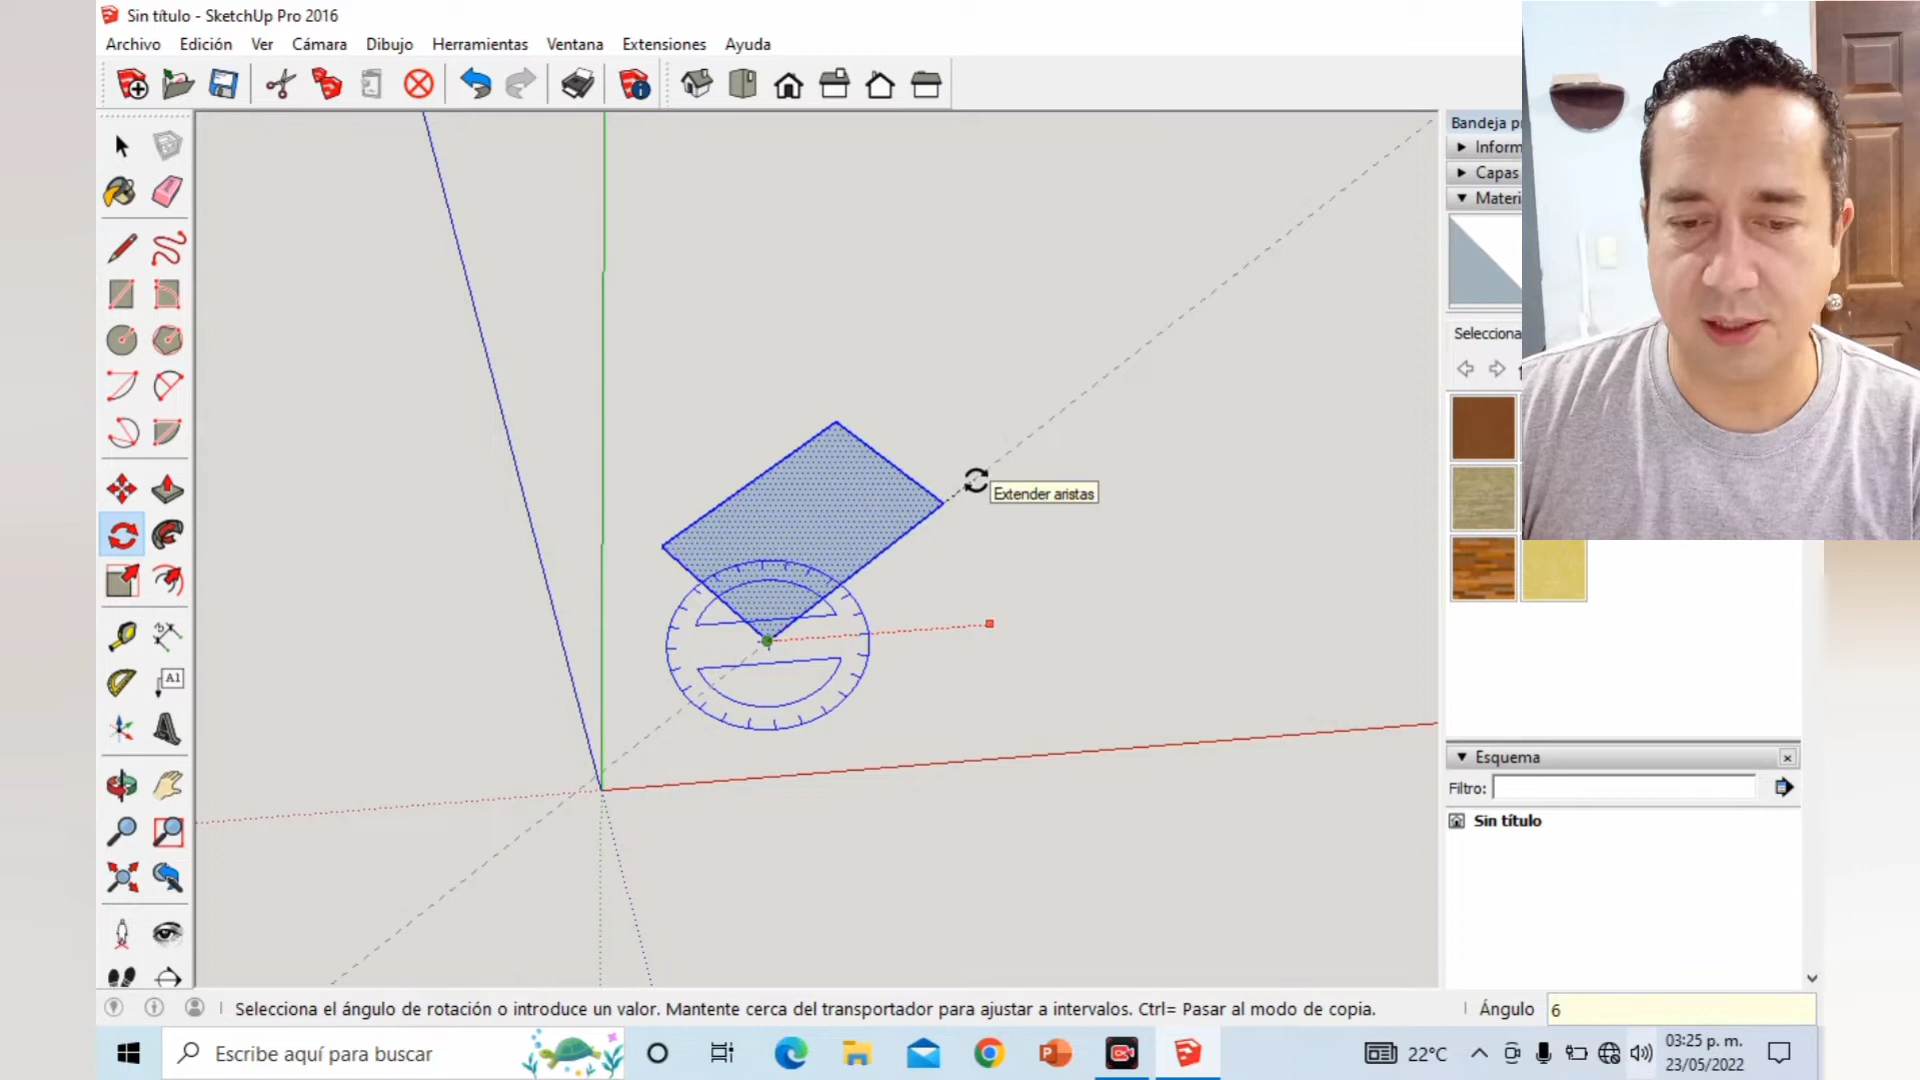 Sin título - SketchUp Pro 2016
Archivo Edición Ver Cámara Dibujo Herramientas Ventana Extensiones Ayuda
Bandeja p
Inform
Capas
Materi
Selecciona
Extender aristas
A1
Esquema
Filtro:
Sin título
Selecciona el ángulo de rotación o introduce un valor. Mantente cerca del transportador para ajustar a intervalos. Ctrl= Pasar al modo de copia.
Ángulo 6
Escribe aquí para buscar
22°C
03:25 p. m.
23/05/2022